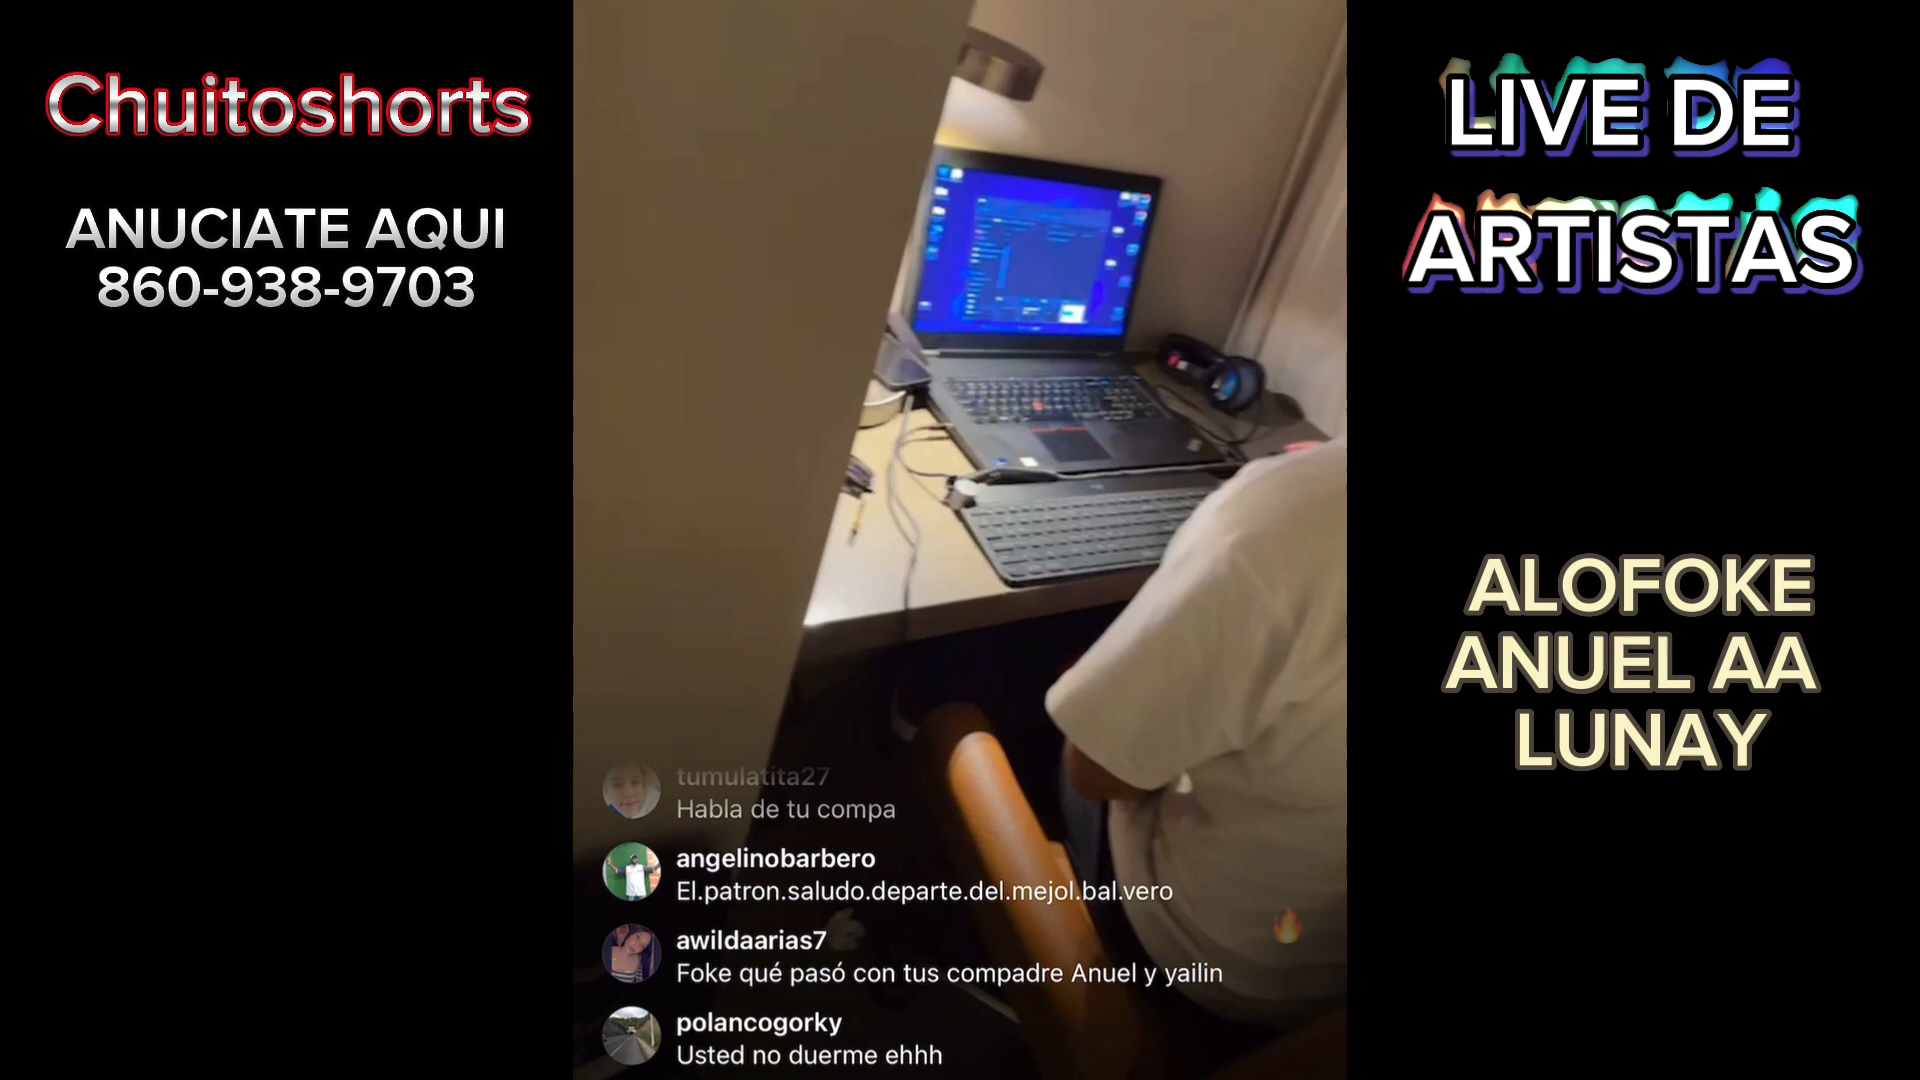 Chuitoshorts
ANUCIATE AQUI
860-938-9703
LIVE DE
ARTISTAS
ALOFOKE
ANUEL AA
LUNAY
tumulatita27
Habla de tu compa
angelinobarbero
El.patron.saludo.departe.del.mejol.bal.vero
awildaarias7
Foke qué pasó con tus compadre Anuel y yailin
polancogorky
Usted no duerme ehhh